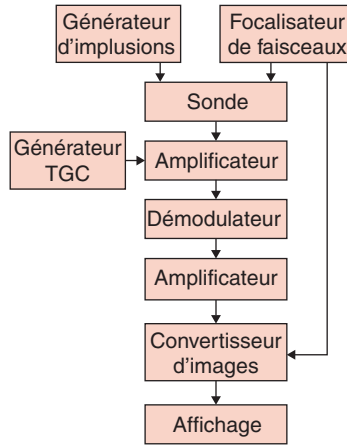 Générateur
d'implusions
Focalisateur
de faisceaux
Sonde
Générateur
TGC
Amplificateur
Démodulateur
Amplificateur
Convertisseur
d'images
Affichage